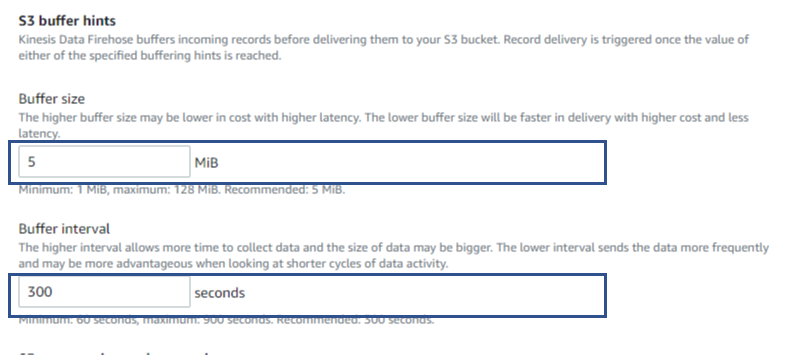 S3 buffer hints
Kinesis Data Firehose buffers incoming records before delivering them to your S3 bucket. Record delivery is triggered once the value of
either of the specified buffering hints is reached.
Buffer size
The higher buffer size may be lower in cost with higher latency. The lower buffer size will be faster in delivery with higher cost and less
latency.
5 MiB
Minimum: 1 MiB, maximum: 128 MiB. Recommended: 5 MiB.
Buffer interval
The higher interval allows more time to collect data and the size of data may be bigger. The lower interval sends the data more frequently
and may be more advantageous when looking at shorter cycles of data activity.
300 seconds
Minimum: 60 seconds, maximum: 900 seconds. Recommended: 300 seconds.